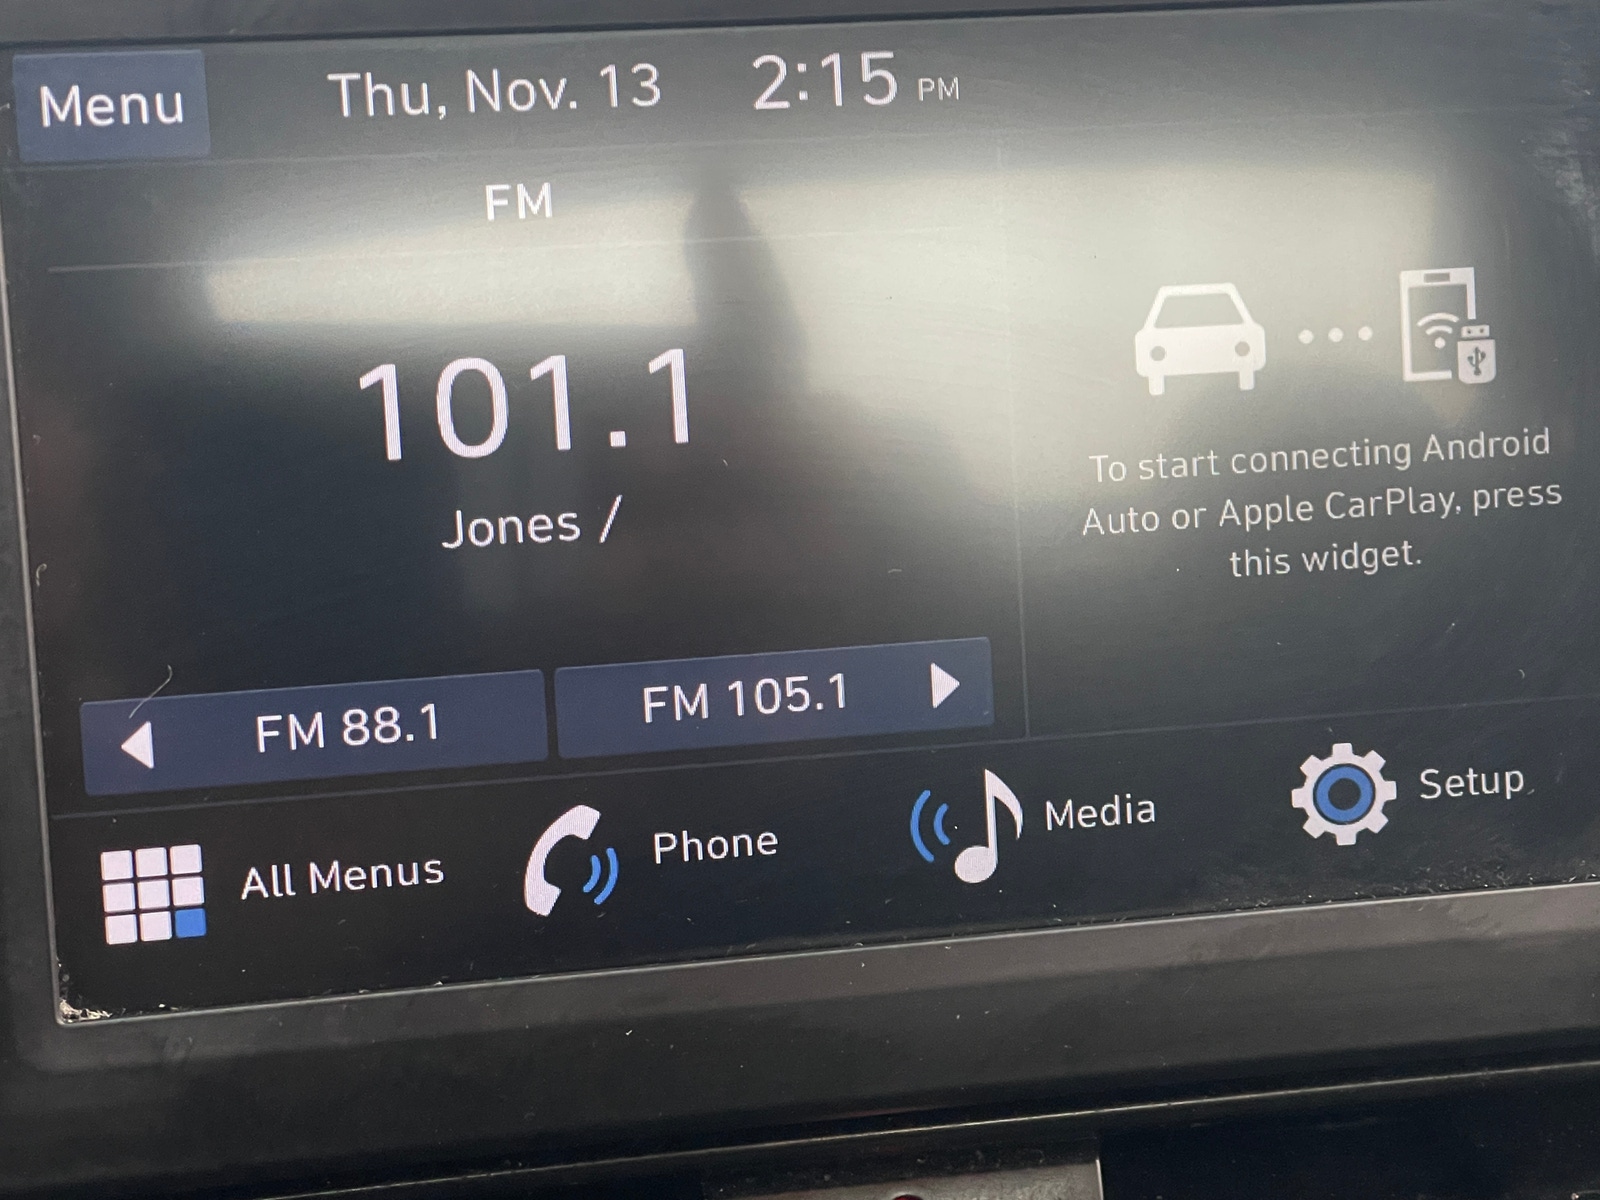 Menu
Thu, Nov. 13
2:15 PM
FM
101.1
Jones /
FM 88.1
FM 105.1
To start connecting Android
Auto or Apple CarPlay, press
this widget.
All Menus
Phone
Media
Setup